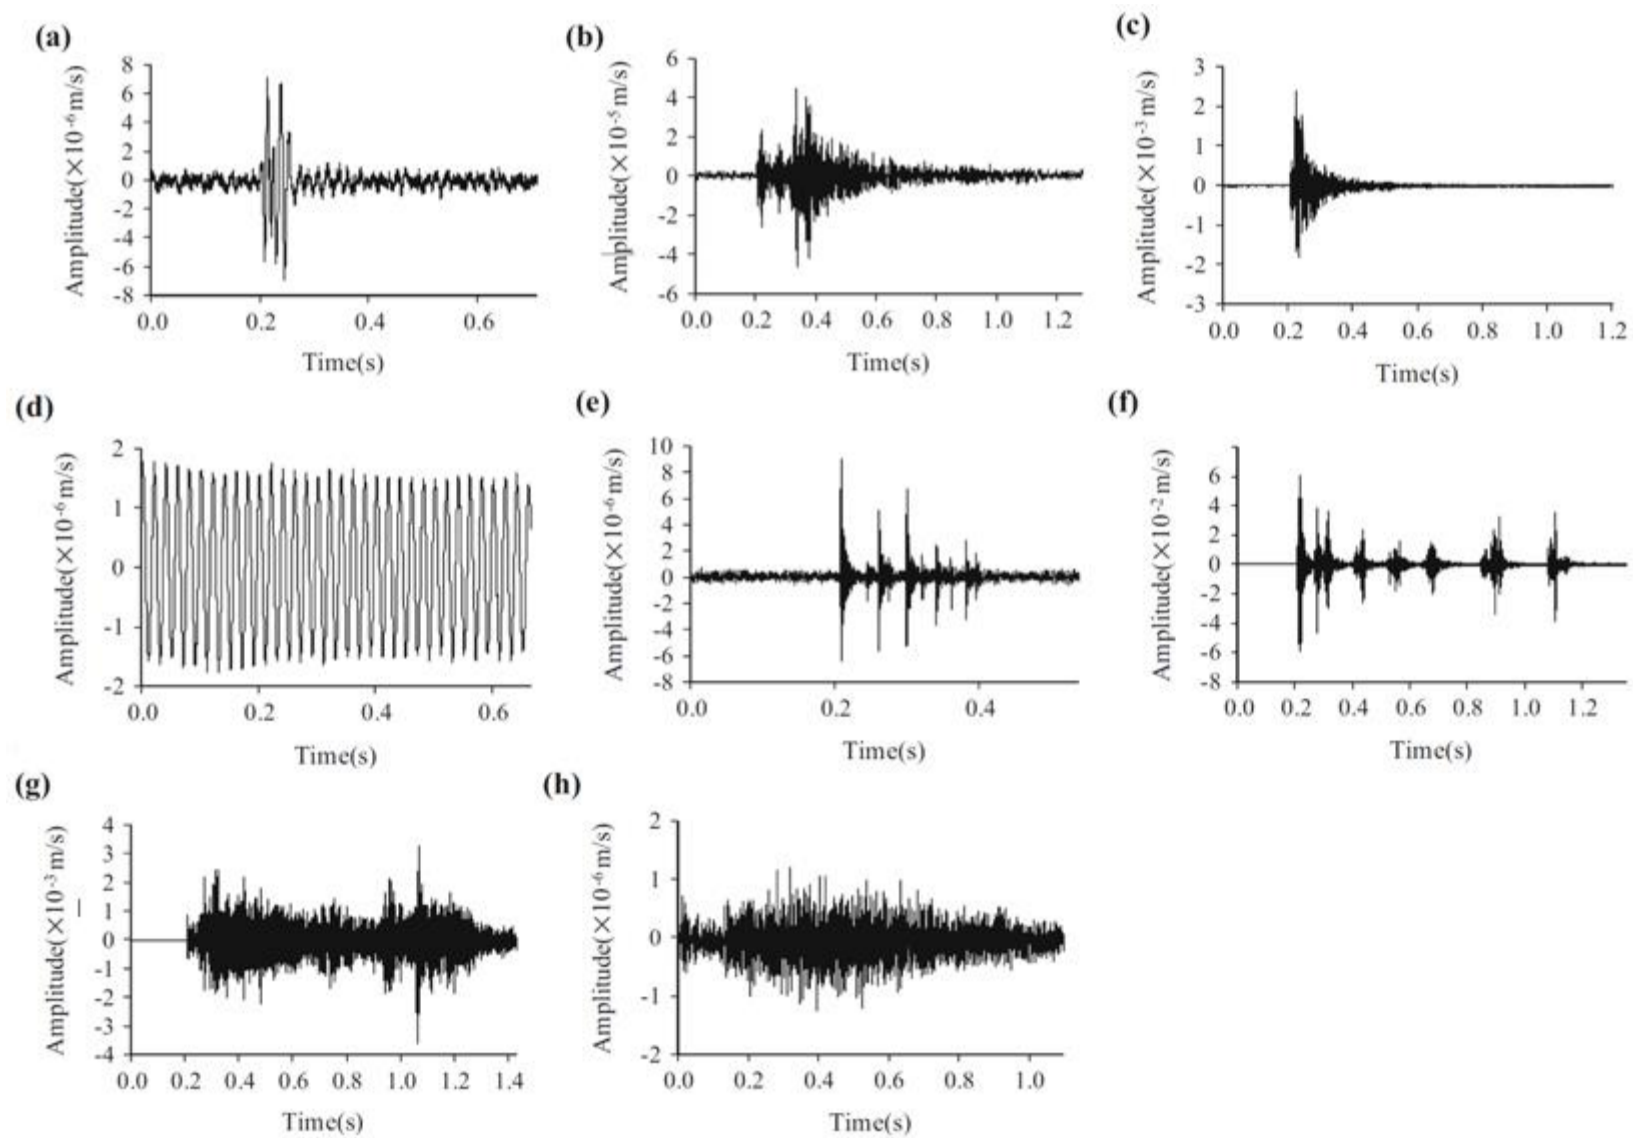 (a)
Amplitude(×10⁻⁶m/s)
8
6
4
2
0
-2
-4
-6
-8
0.0 0.2 0.4 0.6
Time(s)
(b)
Amplitude(×10⁻⁵m/s)
6
4
2
0
-2
-4
-6
0.0 0.2 0.4 0.6 0.8 1.0 1.2
Time(s)
(c)
Amplitude(×10⁻³m/s)
3
2
1
0
-1
-2
-3
0.0 0.2 0.4 0.6 0.8 1.0 1.2
Time(s)
(d)
Amplitude(×10⁻⁶m/s)
2
1
0
-1
-2
0.0 0.2 0.4 0.6
Time(s)
(e)
Amplitude(×10⁻⁶m/s)
10
8
6
4
2
0
-2
-4
-6
-8
0.0 0.2 0.4
Time(s)
(f)
Amplitude(×10⁻²m/s)
6
4
2
0
-2
-4
-6
-8
0.0 0.2 0.4 0.6 0.8 1.0 1.2
Time(s)
(g)
Amplitude(×10⁻³m/s)
4
3
2
1
0
-1
-2
-3
-4
0.0 0.2 0.4 0.6 0.8 1.0 1.2 1.4
Time(s)
(h)
Amplitude(×10⁻⁶m/s)
2
1
0
-1
-2
0.0 0.2 0.4 0.6 0.8 1.0
Time(s)